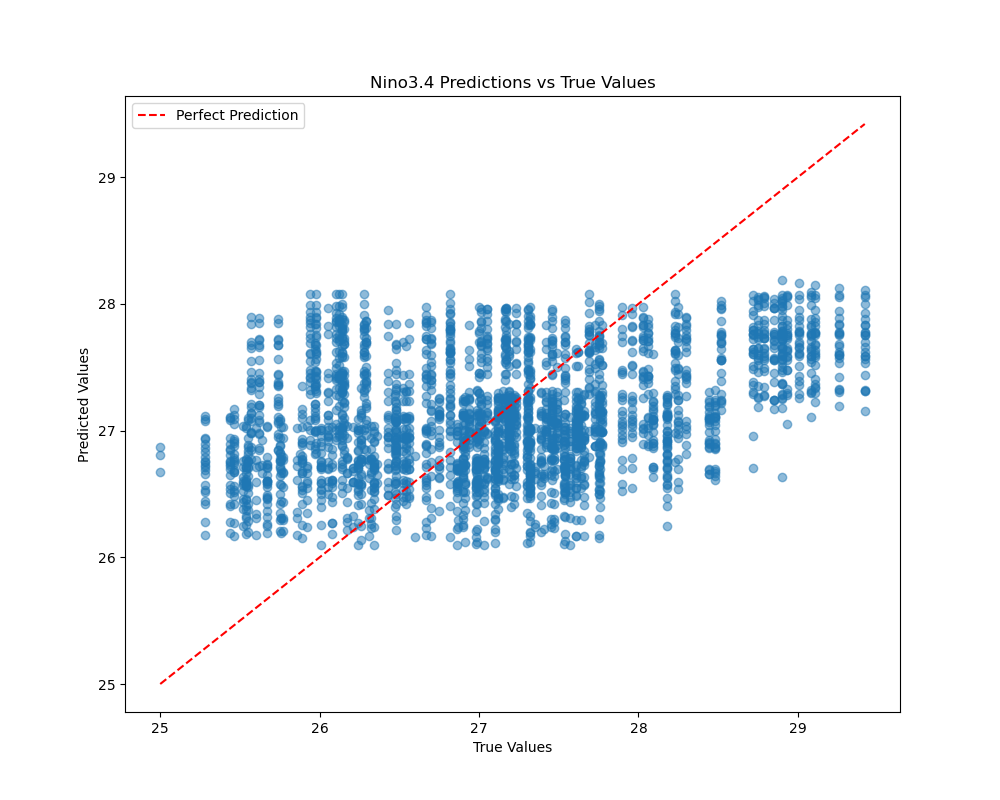 Nino3.4 Predictions vs True Values
Perfect Prediction
Predicted Values
29
28
27
26
25
25 26 27 28 29
True Values